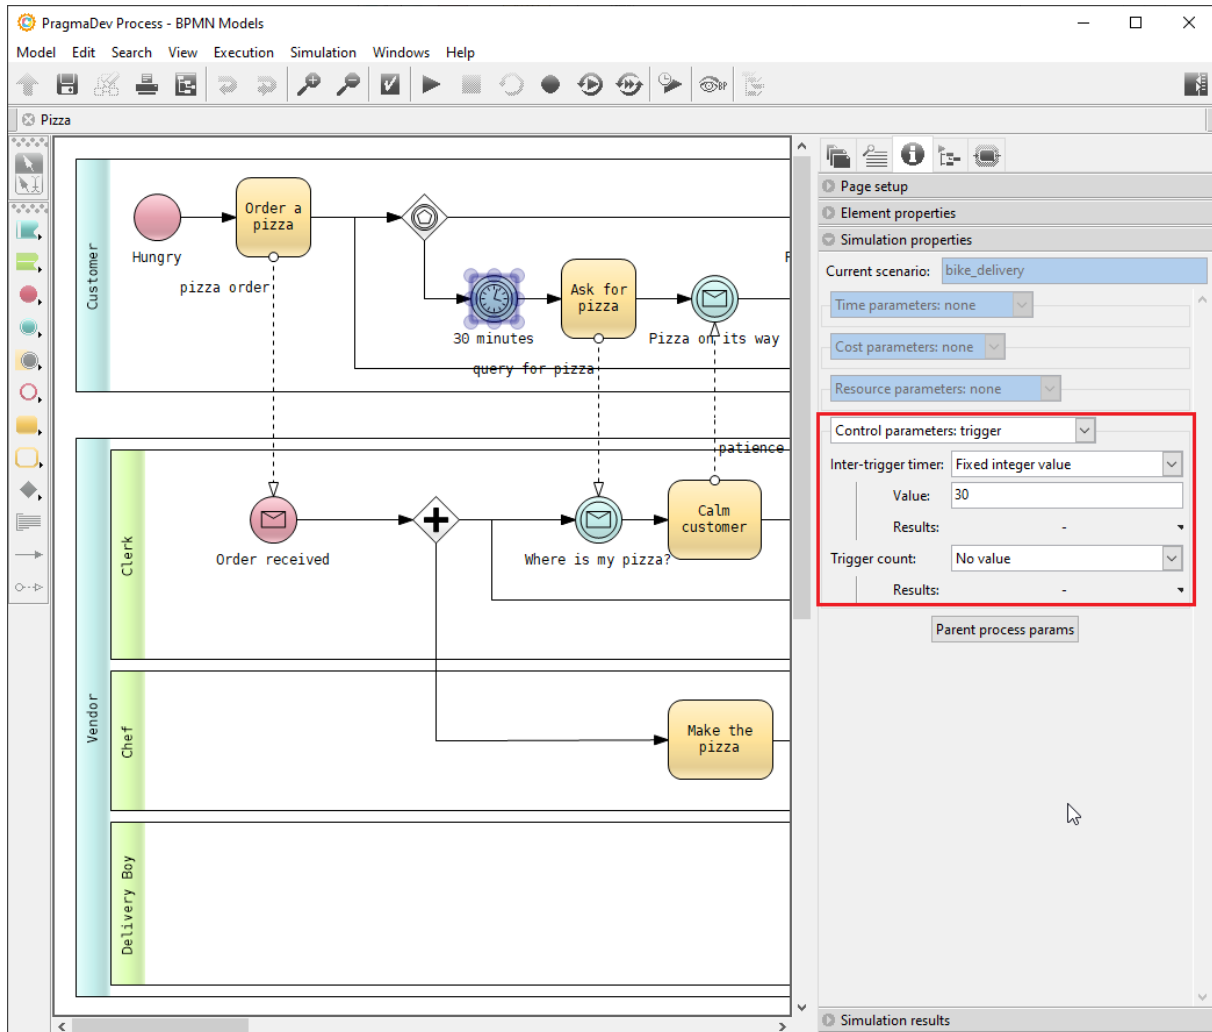 PragmaDev Process - BPMN Models
Model Edit Search View Execution Simulation Windows Help
BP
Pizza
Customer
Hungry
Order a
pizza
pizza order
30 minutes
Ask for
pizza
query for pizza
Pizza on its way
patience
Vendor
Clerk
Order received
Where is my pizza?
Calm
customer
Chef
Make the
pizza
Delivery Boy
Page setup
Element properties
Simulation properties
Current scenario: bike_delivery
Time parameters: none
Cost parameters: none
Resource parameters: none
Control parameters: trigger
Inter-trigger timer: Fixed integer value
Value: 30
Results: -
Trigger count: No value
Results: -
Parent process params
Simulation results